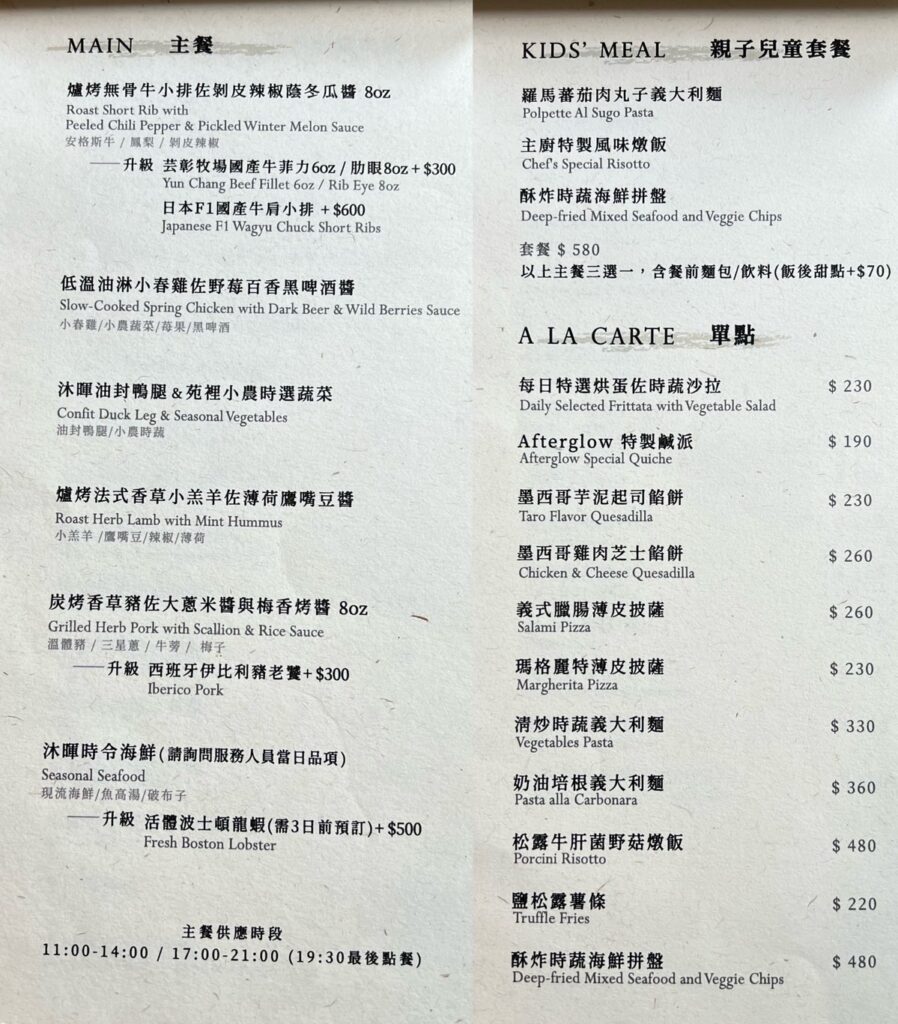 MAIN 主餐
爐烤無骨牛小排佐剝皮辣椒蔭冬瓜醬 8oz
Roast Short Rib with
Peeled Chili Pepper & Pickled Winter Melon Sauce
安格斯牛 / 鳳梨 / 剝皮辣椒
升級 芸彰牧場國產牛菲力6oz / 肋眼8oz + $300
Yun Chang Beef Fillet 6oz / Rib Eye 8oz
日本F1國產牛肩小排 + $600
Japanese F1 Wagyu Chuck Short Ribs
低溫油淋小春雞佐野莓百香黑啤酒醬
Slow-Cooked Spring Chicken with Dark Beer & Wild Berries Sauce
小春雞/小農蔬菜/莓果/黑啤酒
沐暉油封鴨腿 & 苑裡小農時選蔬菜
Confit Duck Leg & Seasonal Vegetables
油封鴨腿/小農時蔬
爐烤法式香草小羔羊佐薄荷鷹嘴豆醬
Roast Herb Lamb with Mint Hummus
小羔羊 /鷹嘴豆/辣椒/薄荷
炭烤香草豬佐大蔥米醬與梅香烤醬 8oz
Grilled Herb Pork with Scallion & Rice Sauce
溫體豬 / 三星蔥 / 牛蒡 / 梅子
升級 西班牙伊比利豬老饕+ $300
Iberico Pork
沐暉時令海鮮(請詢問服務人員當日品項)
Seasonal Seafood
現流海鮮/魚高湯/破布子
升級 活體波士頓龍蝦(需3日前預訂)+ $500
Fresh Boston Lobster
主餐供應時段
11:00-14:00 / 17:00-21:00 (19:30最後點餐)
KIDS' MEAL 親子兒童套餐
羅馬蕃茄肉丸子義大利麵
Polpette Al Sugo Pasta
主廚特製風味燉飯
Chef's Special Risotto
酥炸時蔬海鮮拼盤
Deep-fried Mixed Seafood and Veggie Chips
套餐 $ 580
以上主餐三選一，含餐前麵包/飲料(飯後甜點+$70)
A LA CARTE 單點
每日特選烘蛋佐時蔬沙拉 $ 230
Daily Selected Frittata with Vegetable Salad
Afterglow 特製鹹派 $ 190
Afterglow Special Quiche
墨西哥芋泥起司餡餅 $ 230
Taro Flavor Quesadilla
墨西哥雞肉芝士餡餅 $ 260
Chicken & Cheese Quesadilla
義式臘腸薄皮披薩 $ 260
Salami Pizza
瑪格麗特薄皮披薩 $ 230
Margherita Pizza
清炒時蔬義大利麵 $ 330
Vegetables Pasta
奶油培根義大利麵 $ 360
Pasta alla Carbonara
松露牛肝菌野菇燉飯 $ 480
Porcini Risotto
鹽松露薯條 $ 220
Truffle Fries
酥炸時蔬海鮮拼盤 $ 480
Deep-fried Mixed Seafood and Veggie Chips